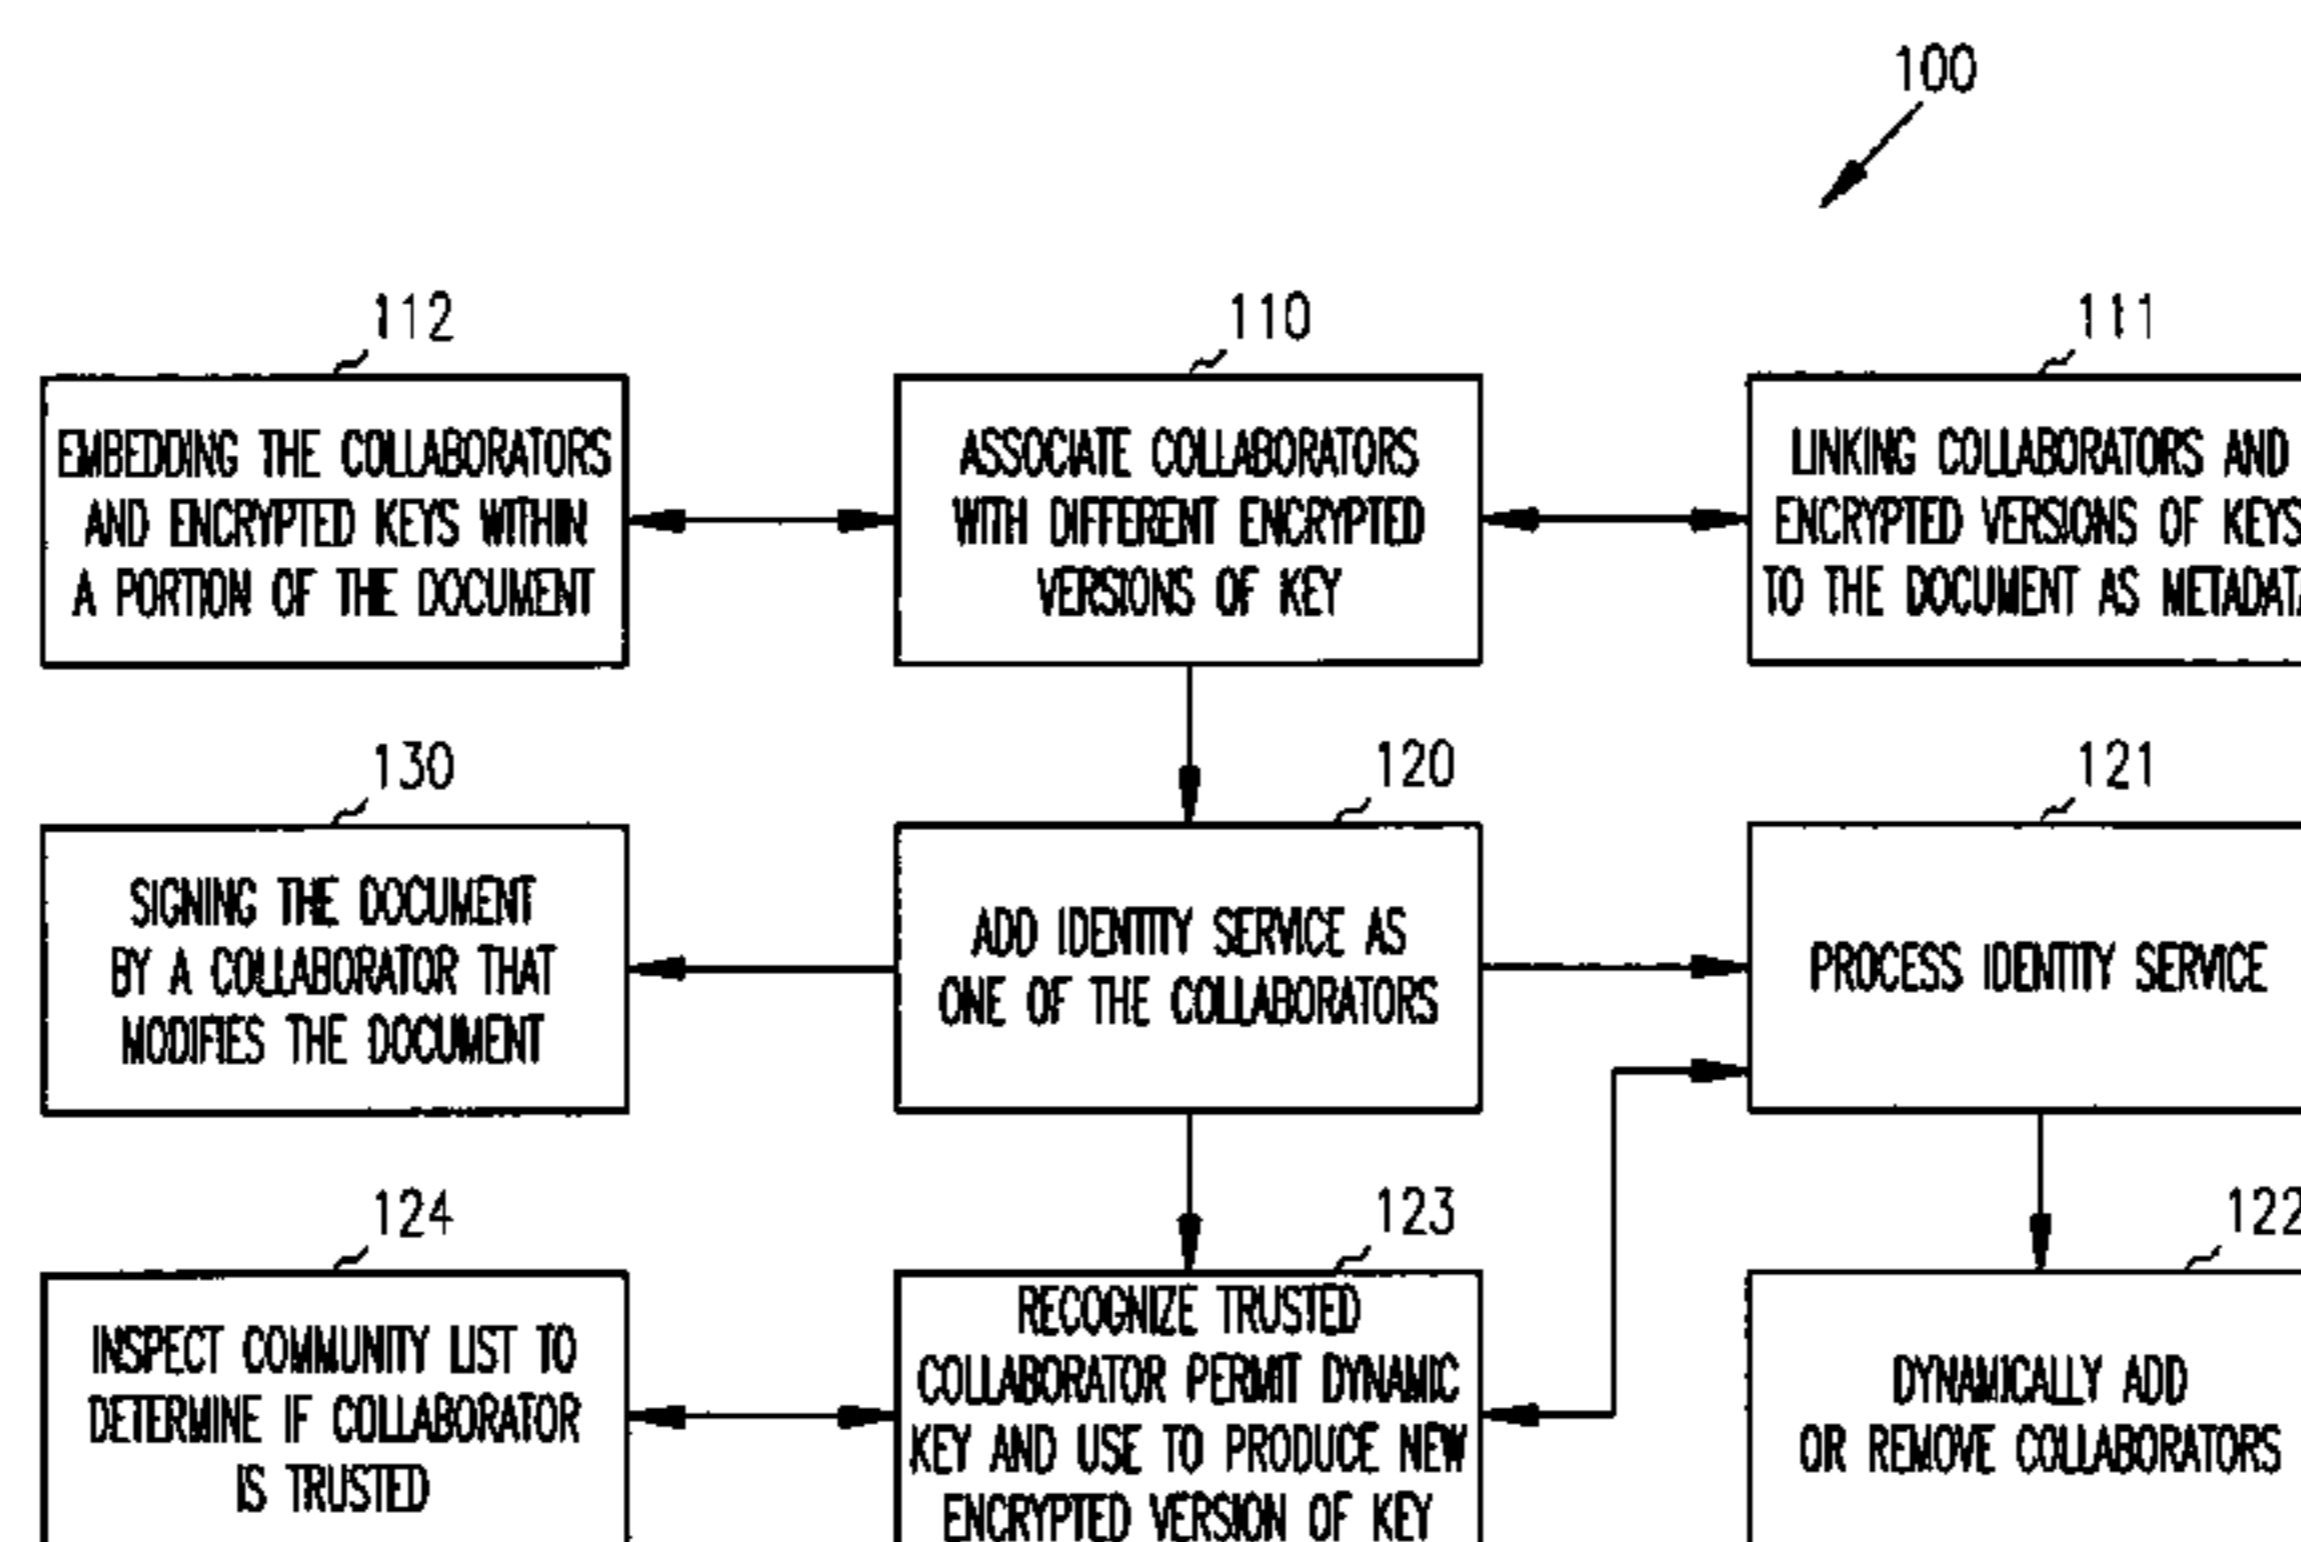 100
112
EMBEDDING THE COLLABORATORS
AND ENCRYPTED KEYS WITHIN
A PORTION OF THE DOCUMENT
110
ASSOCIATE COLLABORATORS
WITH DIFFERENT ENCRYPTED
VERSIONS OF KEY
111
LINKING COLLABORATORS AND
ENCRYPTED VERSIONS OF KEYS
TO THE DOCUMENT AS METADATA
130
SIGNING THE DOCUMENT
BY A COLLABORATOR THAT
MODIFIES THE DOCUMENT
120
ADD IDENTITY SERVICE AS
ONE OF THE COLLABORATORS
121
PROCESS IDENTITY SERVICE
124
INSPECT COMMUNITY LIST TO
DETERMINE IF COLLABORATOR
IS TRUSTED
123
RECOGNIZE TRUSTED
COLLABORATOR PERMIT DYNAMIC
KEY AND USE TO PRODUCE NEW
ENCRYPTED VERSION OF KEY
122
DYNAMICALLY ADD
OR REMOVE COLLABORATORS